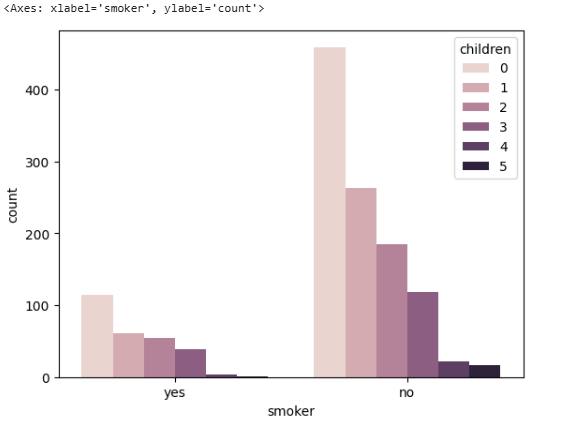 <Axes: xlabel='smoker', ylabel='count'>
children
0
1
2
3
4
5
400
300
200
100
0
count
yes no
smoker